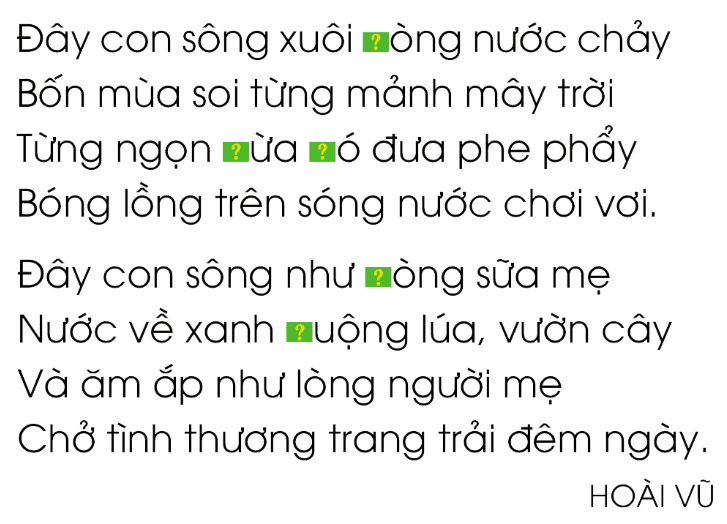 Đây con sông xuôi ?òng nước chảy
Bốn mùa soi từng mảnh mây trời
Từng ngọn ?ừa ?ó đưa phe phẩy
Bóng lồng trên sóng nước chơi vơi.
Đây con sông như ?òng sữa mẹ
Nước về xanh ?uộng lúa, vườn cây
Và ăm ắp như lòng người mẹ
Chở tình thương trang trải đêm ngày.
HOÀI VŨ